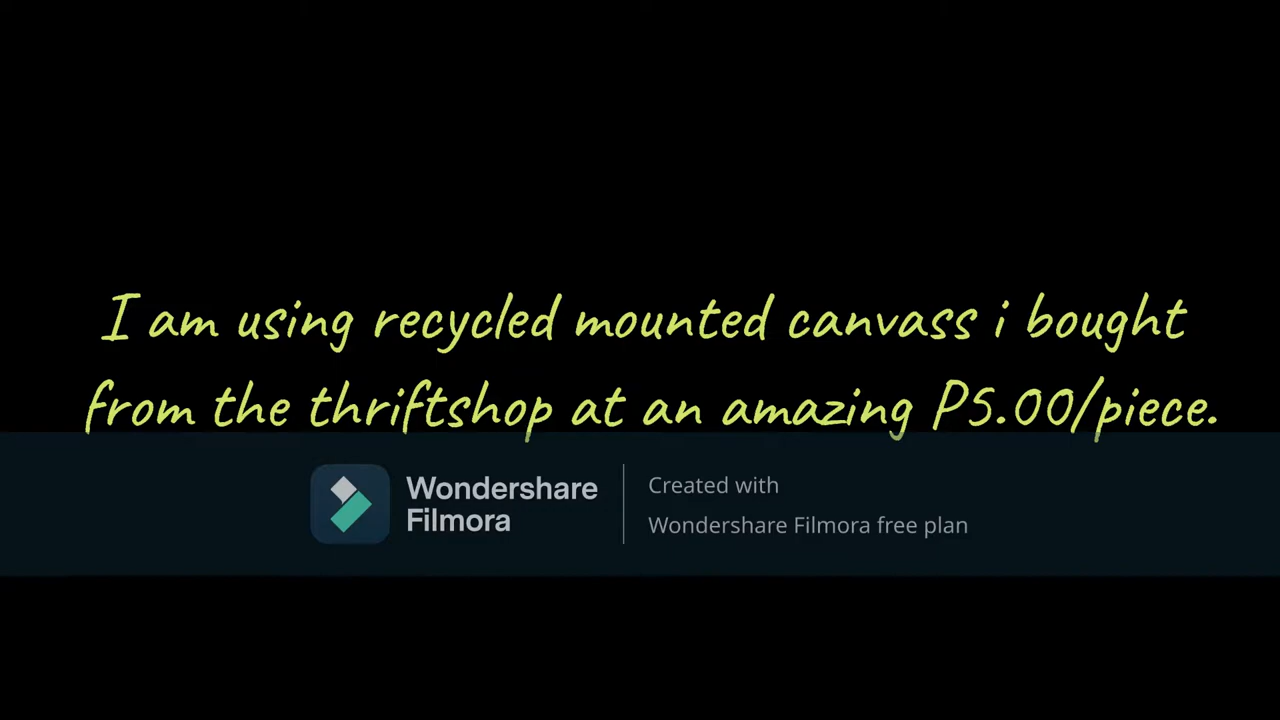 I am using recycled mounted canvass i bought
from the thriftshop at an amazing P5.00/piece.
Wondershare
Filmora
Created with
Wondershare Filmora free plan